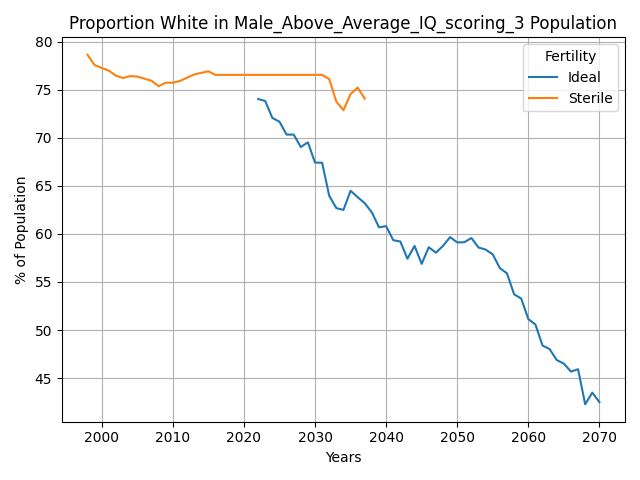 Proportion White in Male_Above_Average_IQ_scoring_3 Population
Fertility
Ideal
Sterile
% of Population
80
75
70
65
60
55
50
45
2000
2010
2020
2030
2040
2050
2060
2070
Years